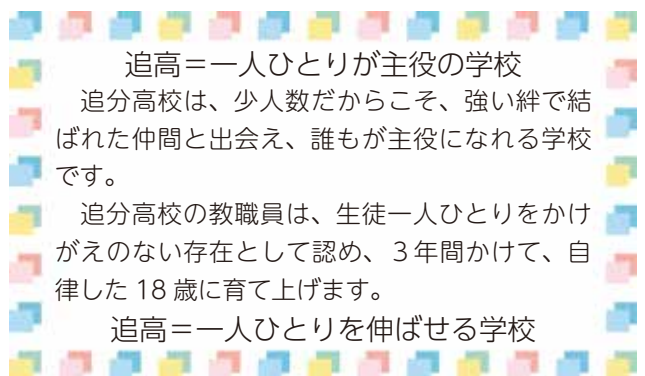 追高＝一人ひとりが主役の学校
　追分高校は、少人数だからこそ、強い絆で結
ばれた仲間と出会え、誰もが主役になれる学校
です。
　追分高校の教職員は、生徒一人ひとりをかけ
がえのない存在として認め、３年間かけて、自
律した 18 歳に育て上げます。
追高＝一人ひとりを伸ばせる学校